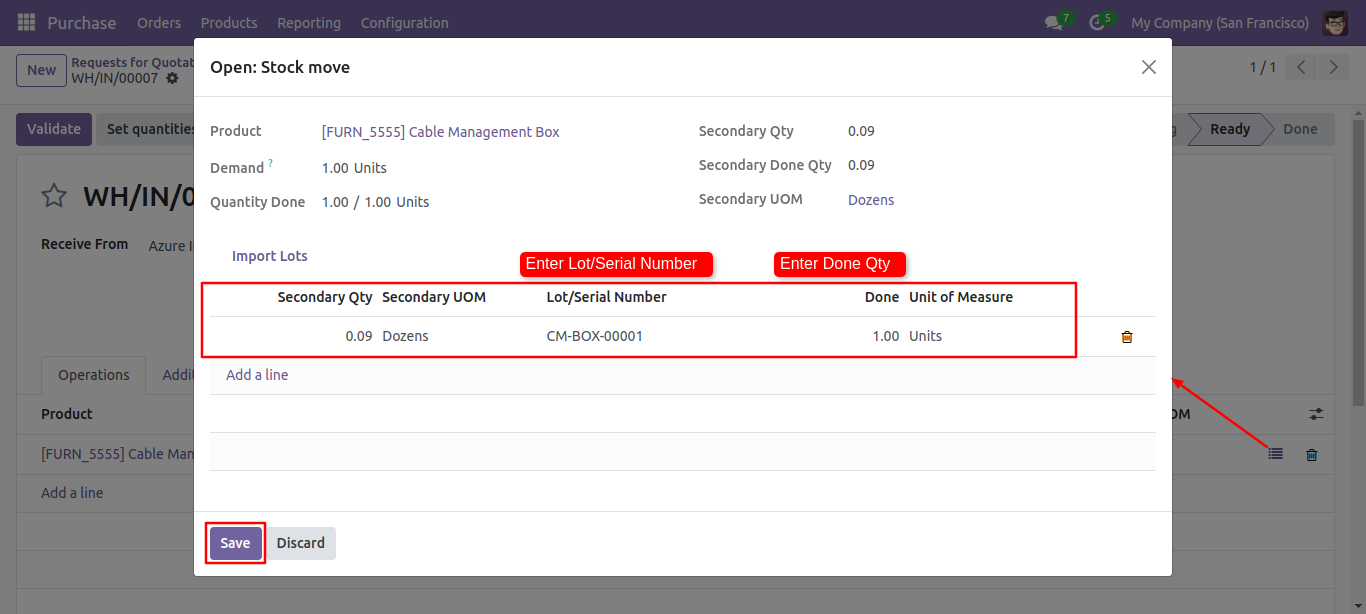 Purchase Orders Products Reporting Configuration 7 5 My Company (San Francisco)
New Requests for Quotat
WH/IN/00007 1 / 1
Open: Stock move
Validate Set quantities Ready Done
Product [FURN_5555] Cable Management Box Secondary Qty 0.09
Demand ? 1.00 Units Secondary Done Qty 0.09
Quantity Done 1.00 / 1.00 Units Secondary UOM Dozens
WH/IN/0
Receive From Azure I
Import Lots
Enter Lot/Serial Number Enter Done Qty
Secondary Qty Secondary UOM Lot/Serial Number Done Unit of Measure
0.09 Dozens CM-BOX-00001 1.00 Units
Add a line
Operations Addi
Product OM
[FURN_5555] Cable Man
Add a line
Save Discard